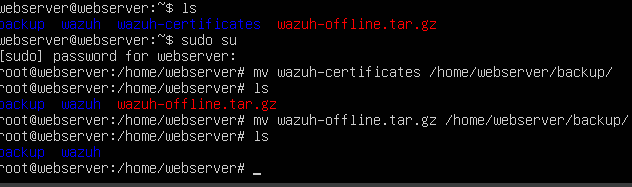 webserver@webserver:~$ ls
backup wazuh wazuh-certificates wazuh-offline.tar.gz
webserver@webserver:~$ sudo su
[sudo] password for webserver:
root@webserver:/home/webserver# mv wazuh-certificates /home/webserver/backup/
root@webserver:/home/webserver# ls
backup wazuh wazuh-offline.tar.gz
root@webserver:/home/webserver# mv wazuh-offline.tar.gz /home/webserver/backup/
root@webserver:/home/webserver# ls
backup wazuh
root@webserver:/home/webserver# _